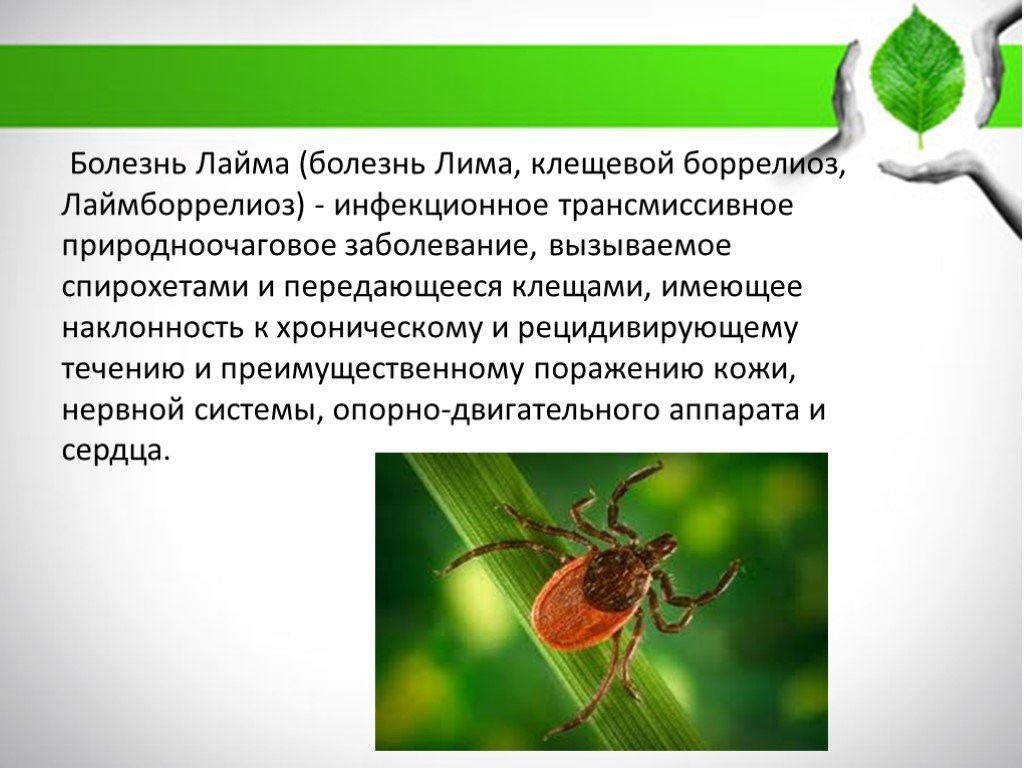 Болезнь Лайма (болезнь Лима, клещевой боррелиоз,
Лаймборрелиоз) - инфекционное трансмиссивное
природноочаговое заболевание, вызываемое
спирохетами и передающееся клещами, имеющее
наклонность к хроническому и рецидивирующему
течению и преимущественному поражению кожи,
нервной системы, опорно-двигательного аппарата и
сердца.